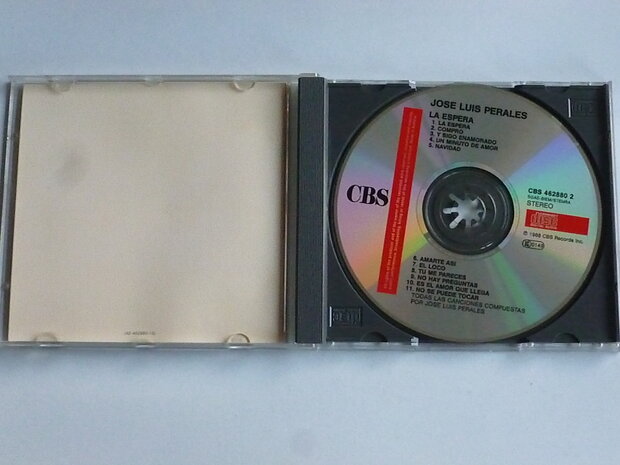 JOSE LUIS PERALES
LA ESPERA
1. LA ESPERA
2. COMPRO
3. Y SIGO ENAMORADO
4. UN MINUTO DE AMOR
5. NAVIDAD
CBS
CBS 462880 2
STEREO
℗ 1988 CBS Records Inc.
6. AMARTE ASI
7. EL LOCO
8. TU ME PARECES
9. NO HAY PREGUNTAS
10. ES EL AMOR QUE LLEGA
11. NO SE PUEDE TOCAR
TODAS LAS CANCIONES COMPUESTAS
POR JOSE LUIS PERALES